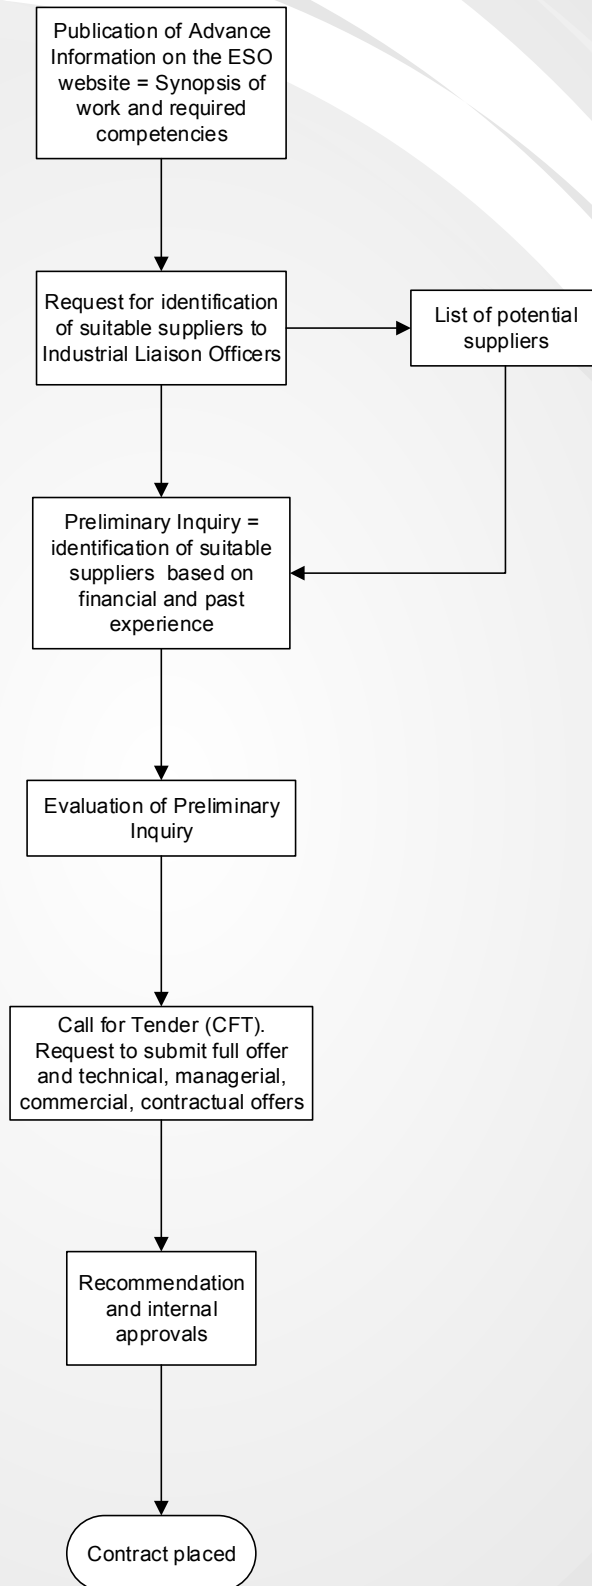 Publication of Advance
Information on the ESO
website = Synopsis of
work and required
competencies
Request for identification
of suitable suppliers to
Industrial Liaison Officers
List of potential
suppliers
Preliminary Inquiry =
identification of suitable
suppliers  based on
financial and past
experience
Evaluation of Preliminary
Inquiry
Call for Tender (CFT).
Request to submit full offer
and technical, managerial,
commercial, contractual offers
Recommendation
and internal
approvals
Contract placed